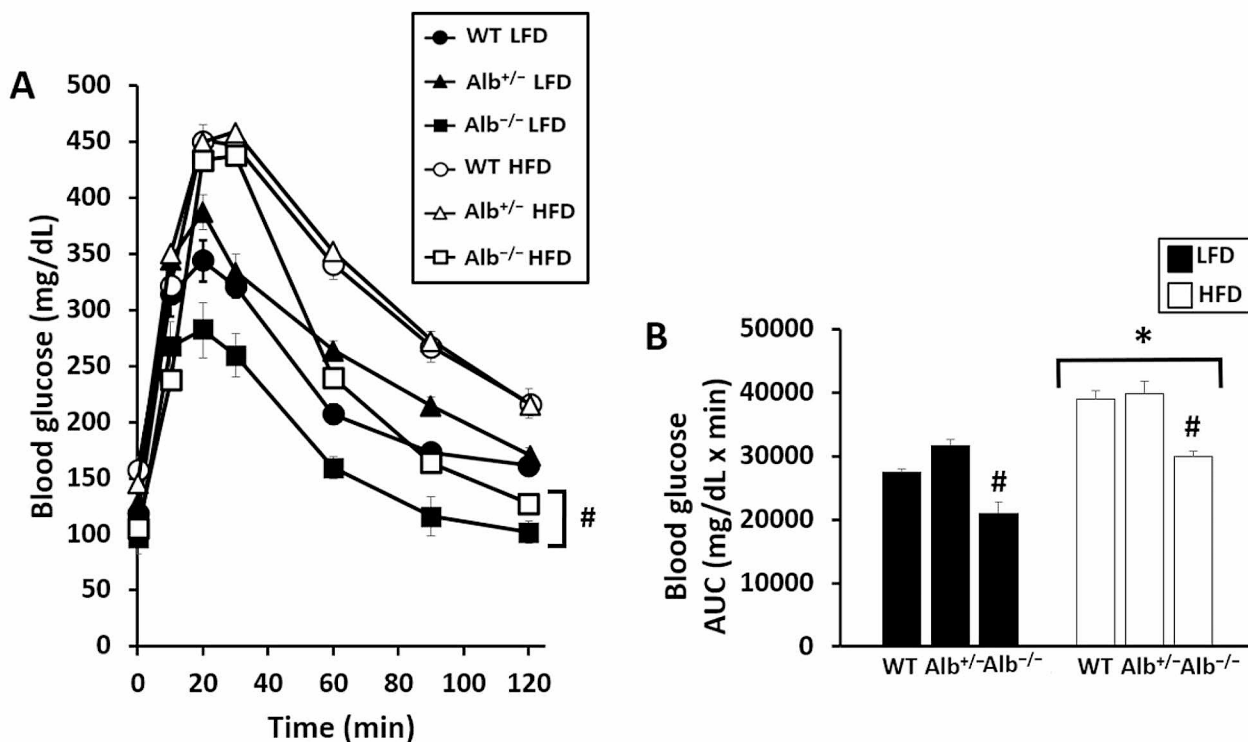 A
WT LFD
Alb⁺/⁻ LFD
Alb⁻/⁻ LFD
WT HFD
Alb⁺/⁻ HFD
Alb⁻/⁻ HFD
Blood glucose (mg/dL)
500
450
400
350
300
250
200
150
100
50
0
#
0 20 40 60 80 100 120
Time (min)
B
LFD
HFD
Blood glucose
AUC (mg/dL x min)
50000
40000
30000
20000
10000
0
*
#
#
WT Alb⁺/⁻ Alb⁻/⁻ WT Alb⁺/⁻ Alb⁻/⁻